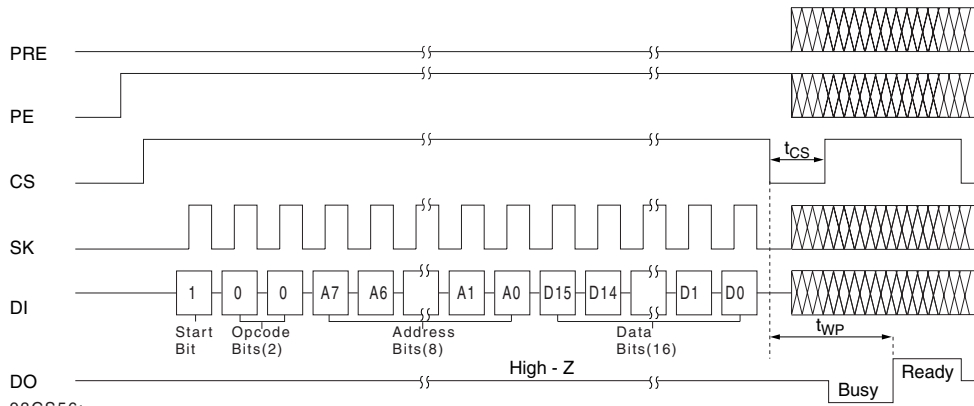 PRE
PE
CS
tCS
SK
DI
1 0 0 A7 A6 A1 A0 D15 D14 D1 D0
Start Bit
Opcode Bits(2)
Address Bits(8)
Data Bits(16)
tWP
DO
High - Z
Busy
Ready